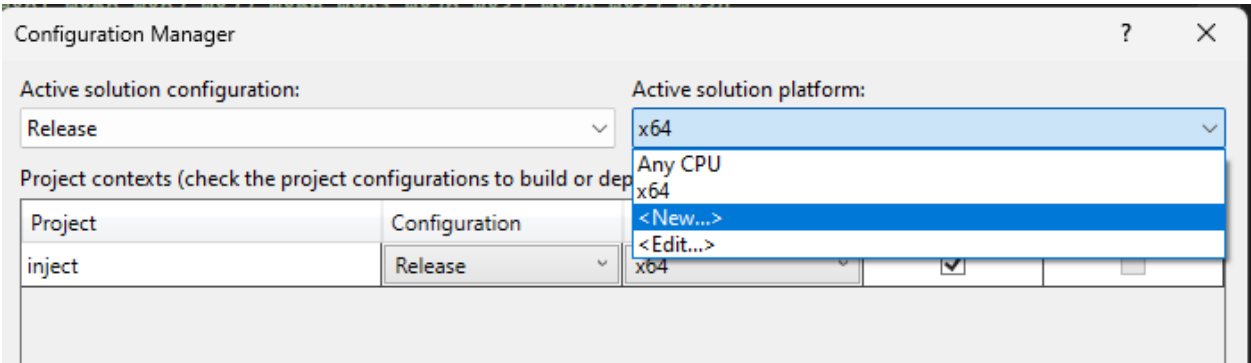 Configuration Manager
?
Active solution configuration:
Active solution platform:
Release
x64
Any CPU
x64
<New...>
<Edit...>
Project contexts (check the project configurations to build or dep
Project
Configuration
inject
Release
x64